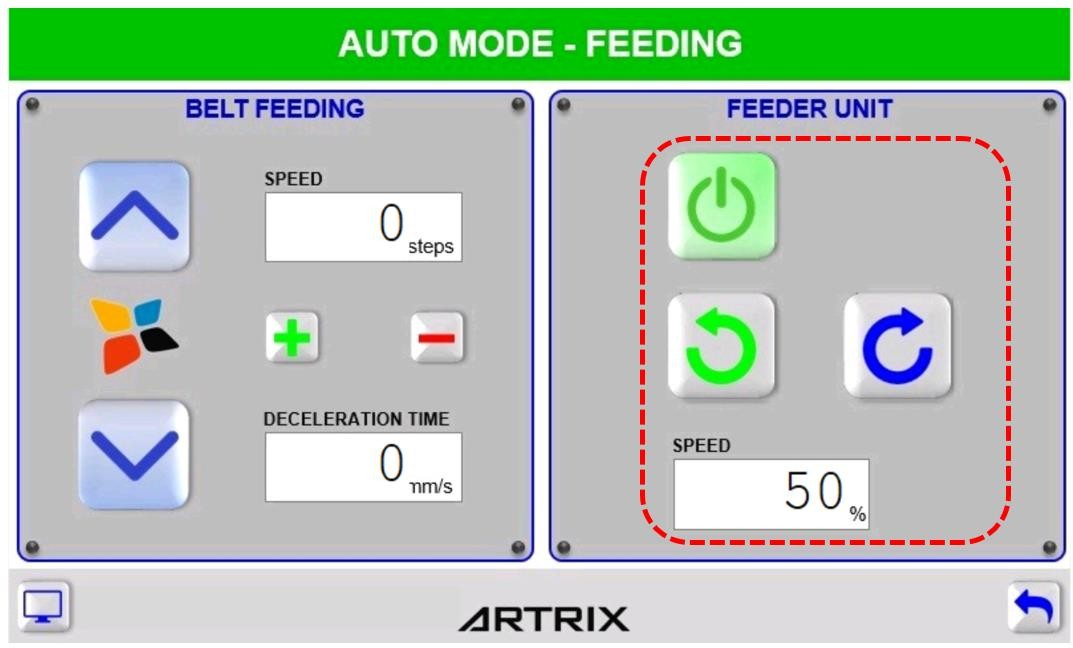 AUTO MODE - FEEDING
BELT FEEDING
SPEED
0 steps
DECELERATION TIME
0 mm/s
FEEDER UNIT
SPEED
50 %
ARTRIX